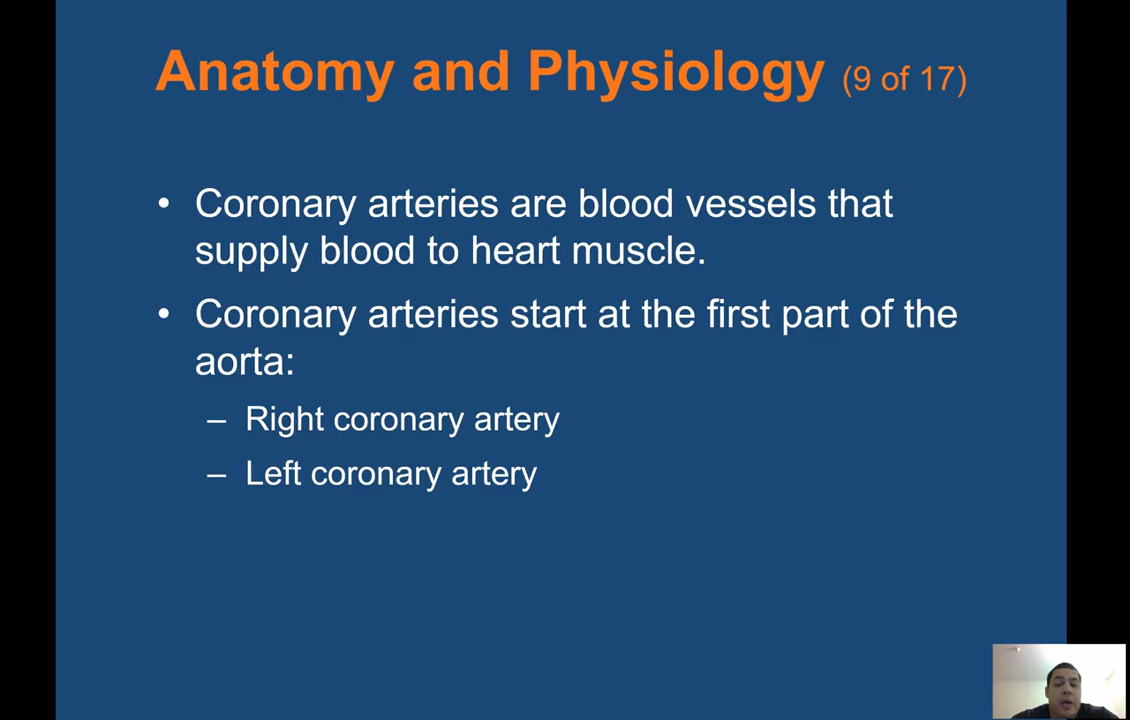 Anatomy and Physiology (9 of 17)
• Coronary arteries are blood vessels that
supply blood to heart muscle.
• Coronary arteries start at the first part of the
aorta:
– Right coronary artery
– Left coronary artery